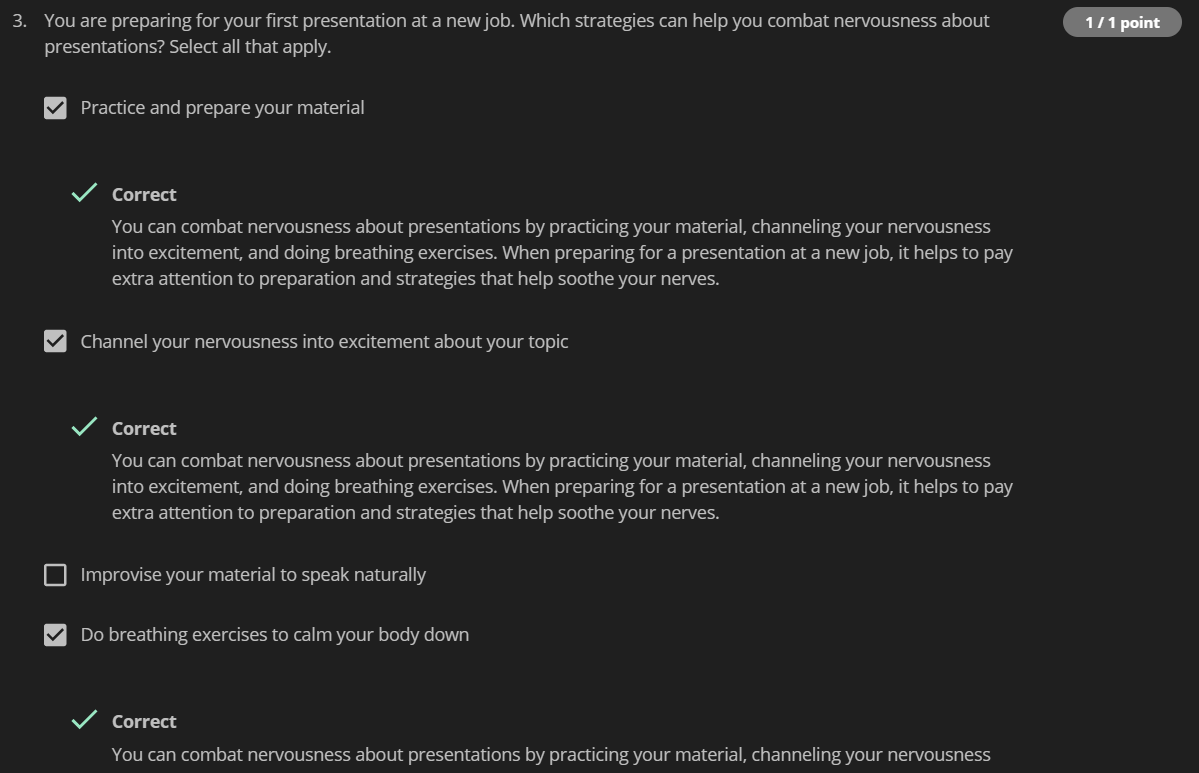 3. You are preparing for your first presentation at a new job. Which strategies can help you combat nervousness about
presentations? Select all that apply.
1 / 1 point
Practice and prepare your material
Correct
You can combat nervousness about presentations by practicing your material, channeling your nervousness
into excitement, and doing breathing exercises. When preparing for a presentation at a new job, it helps to pay
extra attention to preparation and strategies that help soothe your nerves.
Channel your nervousness into excitement about your topic
Correct
You can combat nervousness about presentations by practicing your material, channeling your nervousness
into excitement, and doing breathing exercises. When preparing for a presentation at a new job, it helps to pay
extra attention to preparation and strategies that help soothe your nerves.
Improvise your material to speak naturally
Do breathing exercises to calm your body down
Correct
You can combat nervousness about presentations by practicing your material, channeling your nervousness